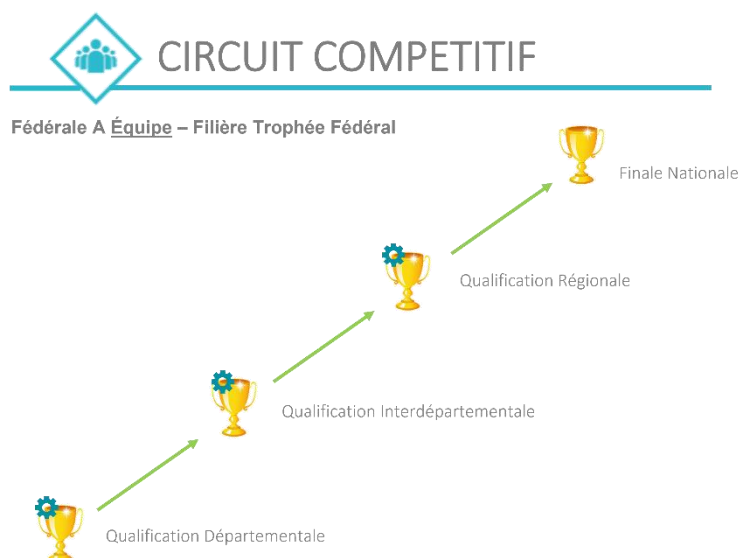 CIRCUIT COMPETITIF
Fédérale A Équipe – Filière Trophée Fédéral
Finale Nationale
Qualification Régionale
Qualification Interdépartementale
Qualification Départementale